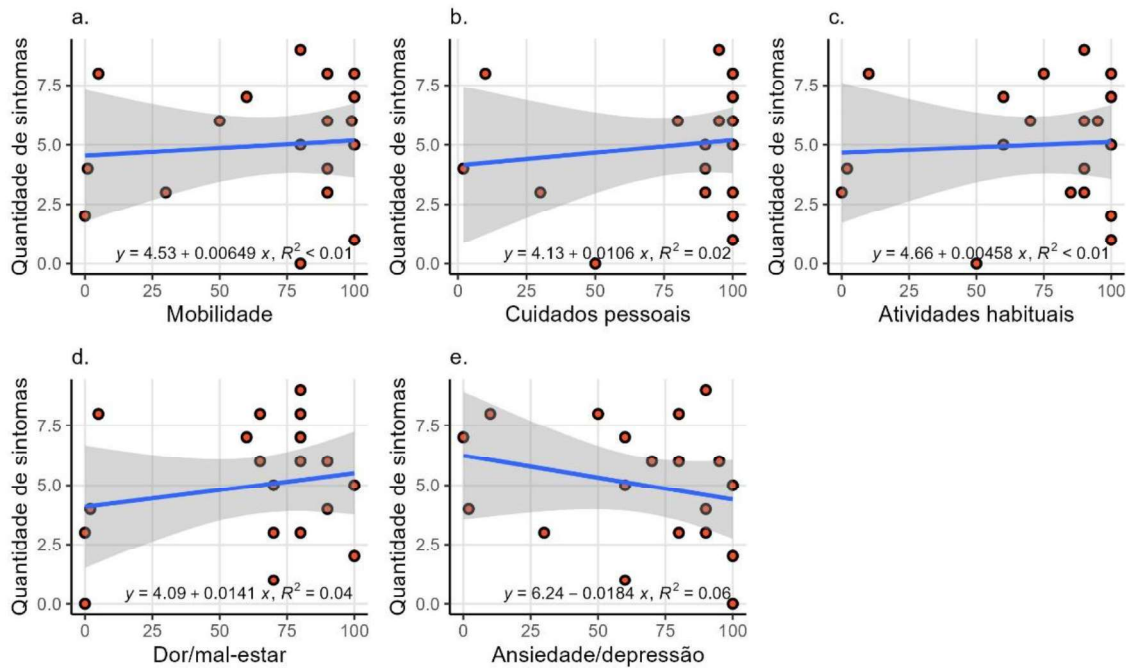 a.
Quantidade de sintomas
7.5
5.0
2.5
0.0
y = 4.53 + 0.00649 x, R² < 0.01
0 25 50 75 100
Mobilidade
b.
Quantidade de sintomas
7.5
5.0
2.5
0.0
y = 4.13 + 0.0106 x, R² = 0.02
0 25 50 75 100
Cuidados pessoais
c.
Quantidade de sintomas
7.5
5.0
2.5
0.0
y = 4.66 + 0.00458 x, R² < 0.01
0 25 50 75 100
Atividades habituais
d.
Quantidade de sintomas
7.5
5.0
2.5
0.0
y = 4.09 + 0.0141 x, R² = 0.04
0 25 50 75 100
Dor/mal-estar
e.
Quantidade de sintomas
7.5
5.0
2.5
0.0
y = 6.24 − 0.0184 x, R² = 0.06
0 25 50 75 100
Ansiedade/depressão